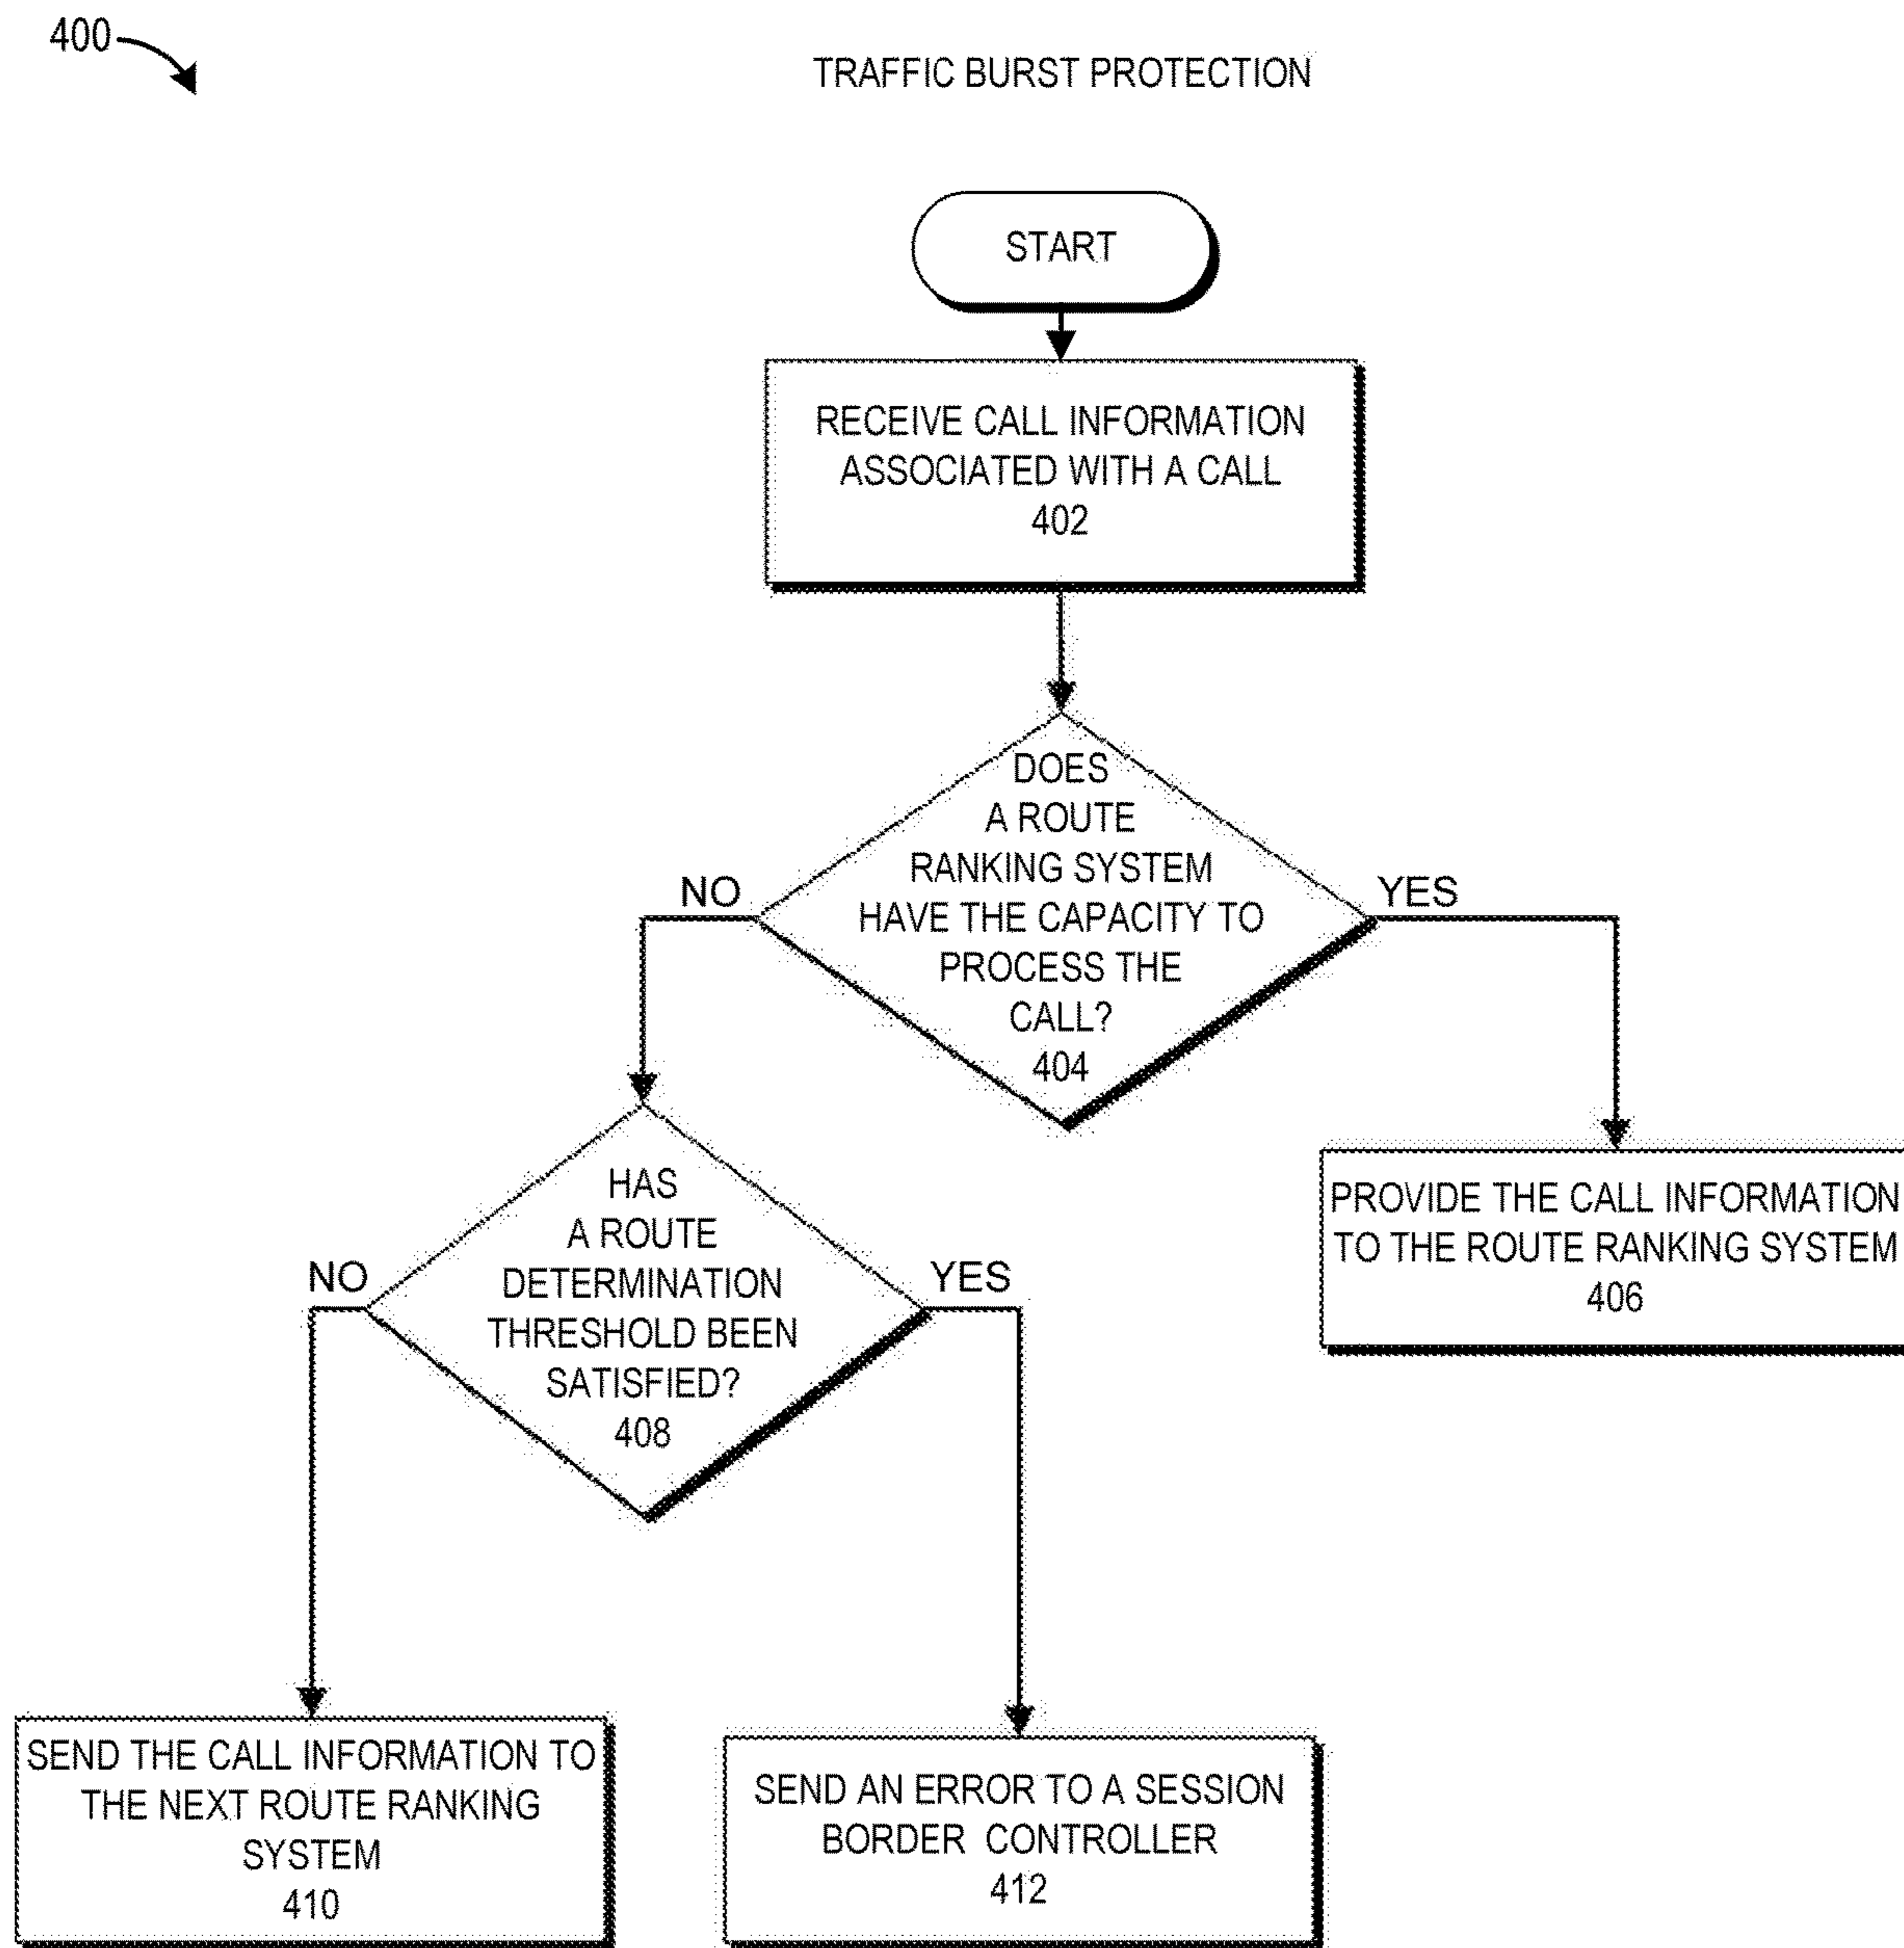 400
TRAFFIC BURST PROTECTION
START
RECEIVE CALL INFORMATION
ASSOCIATED WITH A CALL
402
DOES
A ROUTE
RANKING SYSTEM
HAVE THE CAPACITY TO
PROCESS THE
CALL?
404
NO
YES
PROVIDE THE CALL INFORMATION
TO THE ROUTE RANKING SYSTEM
406
HAS
A ROUTE
DETERMINATION
THRESHOLD BEEN
SATISFIED?
408
NO
YES
SEND THE CALL INFORMATION TO
THE NEXT ROUTE RANKING
SYSTEM
410
SEND AN ERROR TO A SESSION
BORDER CONTROLLER
412